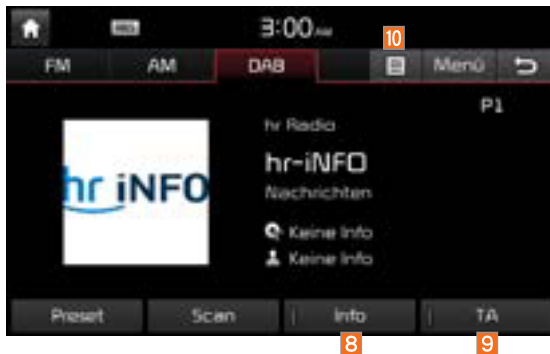 3:00 AM
10
FM AM DAB Menü
P1
hr Radio
hr iNFO
hr-iNFO
Nachrichten
Keine Info
Keine Info
Preset Scan Info TA
8 9